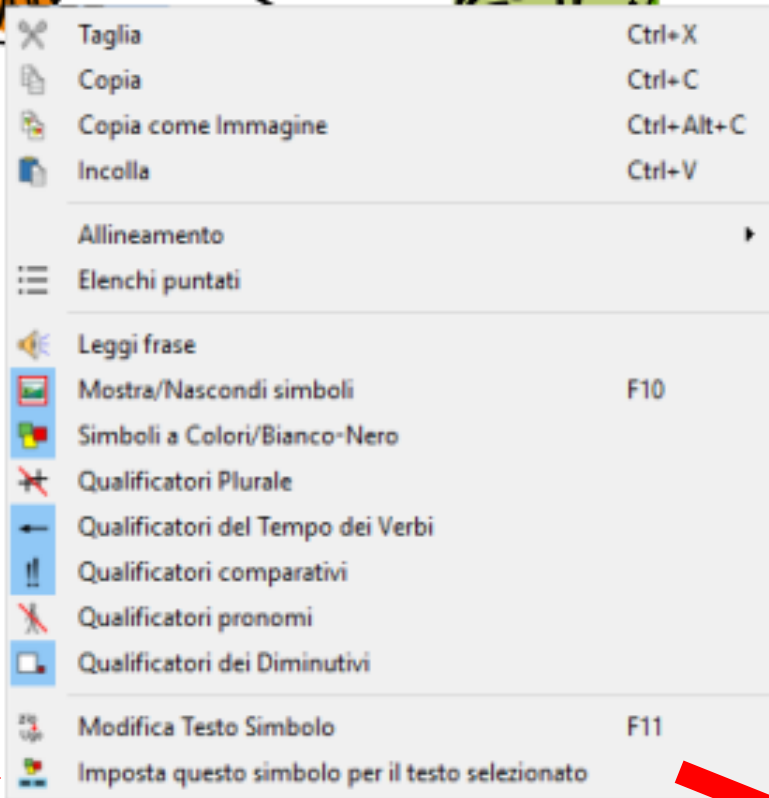 Taglia Ctrl+X
Copia Ctrl+C
Copia come Immagine Ctrl+Alt+C
Incolla Ctrl+V
Allineamento
Elenchi puntati
Leggi frase
Mostra/Nascondi simboli F10
Simboli a Colori/Bianco-Nero
Qualificatori Plurale
Qualificatori del Tempo dei Verbi
Qualificatori comparativi
Qualificatori pronomi
Qualificatori dei Diminutivi
Modifica Testo Simbolo F11
Imposta questo simbolo per il testo selezionato